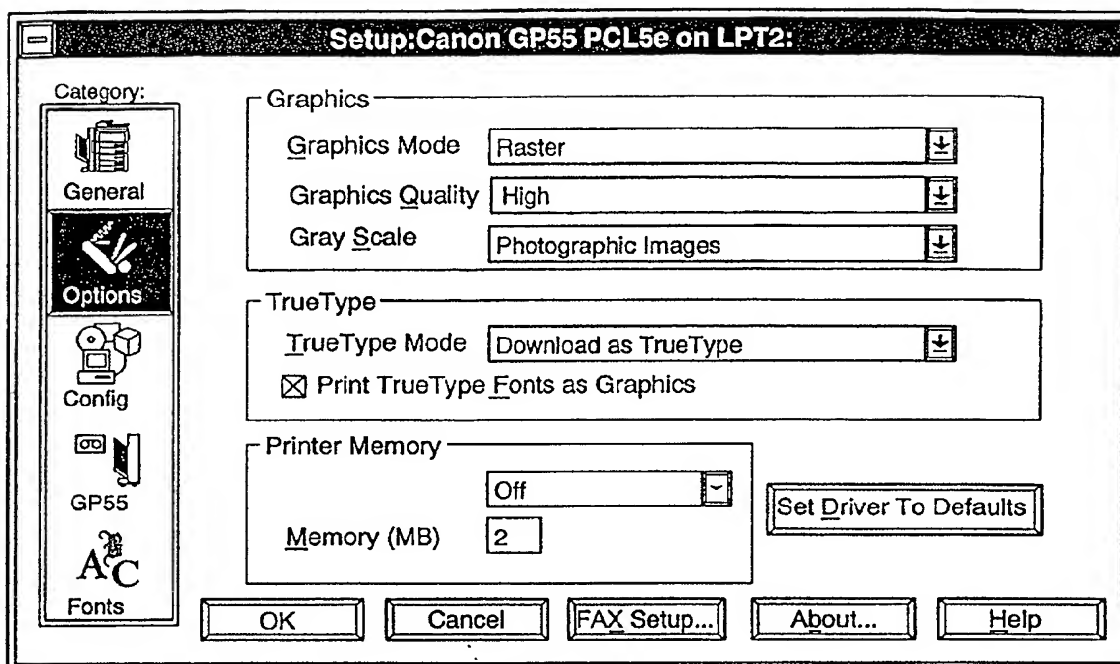 Setup:Canon GP55 PCL5e on LPT2:
Category:
General
Options
Config
GP55
Fonts
Graphics
Graphics Mode Raster
Graphics Quality High
Gray Scale Photographic Images
TrueType
TrueType Mode Download as TrueType
Print TrueType Fonts as Graphics
Printer Memory
Off
Memory (MB) 2
Set Driver To Defaults
OK Cancel FAX Setup... About... Help